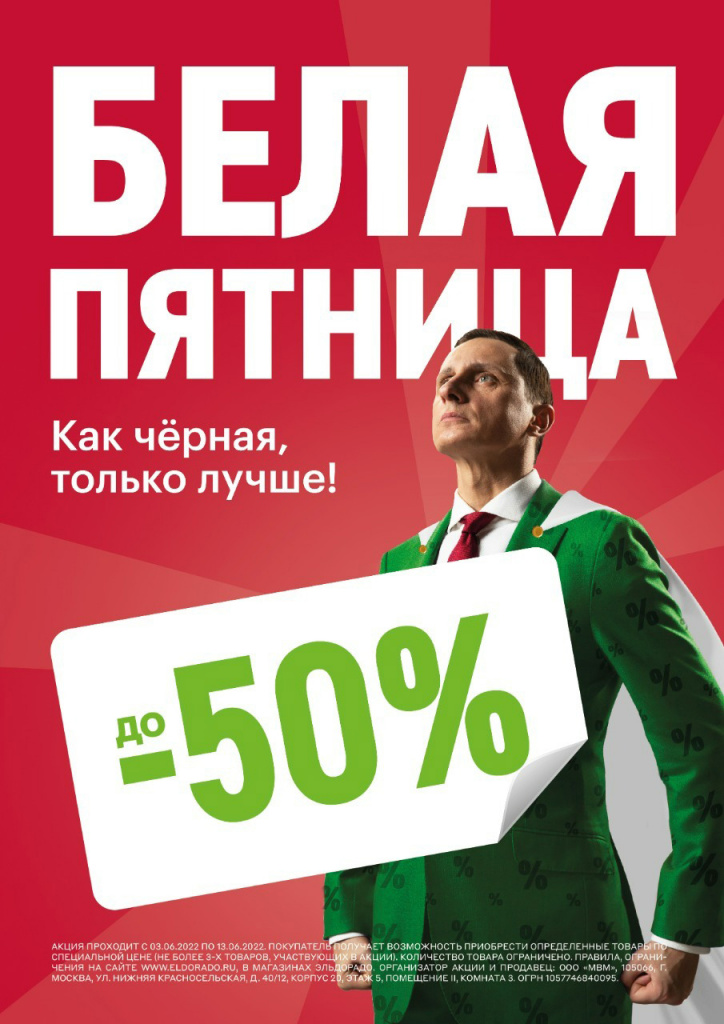 БЕЛАЯ
ПЯТНИЦА
Как чёрная,
только лучше!
до
-50%
АКЦИЯ ПРОХОДИТ С 03.06.2022 ПО 13.06.2022. ПОКУПАТЕЛЬ ПОЛУЧАЕТ ВОЗМОЖНОСТЬ ПРИОБРЕСТИ ОПРЕДЕЛЕННЫЕ ТОВАРЫ ПО
СПЕЦИАЛЬНОЙ ЦЕНЕ (НЕ БОЛЕЕ 3-Х ТОВАРОВ, УЧАСТВУЮЩИХ В АКЦИИ). КОЛИЧЕСТВО ТОВАРА ОГРАНИЧЕНО. ПРАВИЛА, ОГРАНИ-
ЧЕНИЯ НА САЙТЕ WWW.ELDORADO.RU, В МАГАЗИНАХ ЭЛЬДОРАДО. ОРГАНИЗАТОР АКЦИИ И ПРОДАВЕЦ: ООО «МВМ», 105066, Г.
МОСКВА, УЛ. НИЖНЯЯ КРАСНОСЕЛЬСКАЯ, Д. 40/12, КОРПУС 20, ЭТАЖ 5, ПОМЕЩЕНИЕ II, КОМНАТА 3. ОГРН 1057746840095.